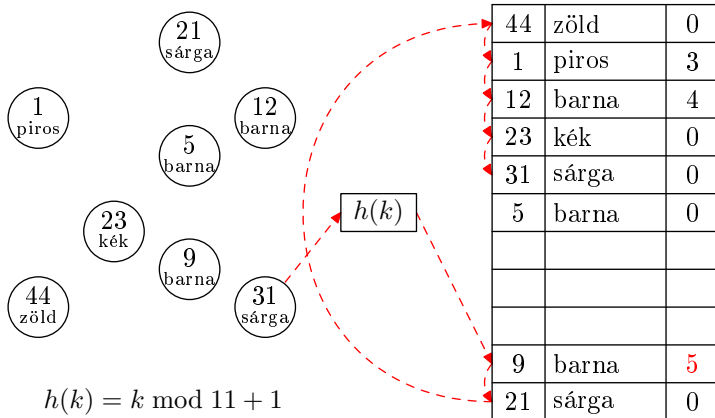 21
sárga
1
piros
12
barna
5
barna
23
kék
9
barna
44
zöld
31
sárga
h(k)
h(k) = k mod 11 + 1
44 zöld 0
1 piros 3
12 barna 4
23 kék 0
31 sárga 0
5 barna 0
9 barna 5
21 sárga 0